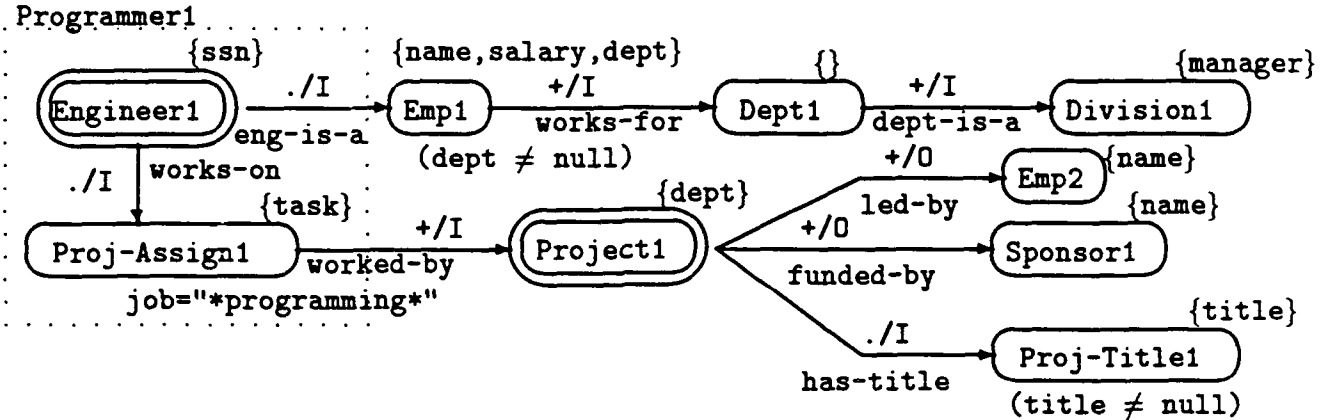 Programmer1
{ssn}
{name,salary,dept}
{}
{manager}
Engineer1
./I
eng-is-a
Emp1
+/I
works-for
Dept1
+/I
dept-is-a
Division1
(dept ≠ null)
./I
works-on
{task}
{dept}
+/O
led-by
Emp2
{name}
Proj-Assign1
+/I
worked-by
Project1
+/O
funded-by
Sponsor1
{name}
job="*programming*"
./I
has-title
{title}
Proj-Title1
(title ≠ null)